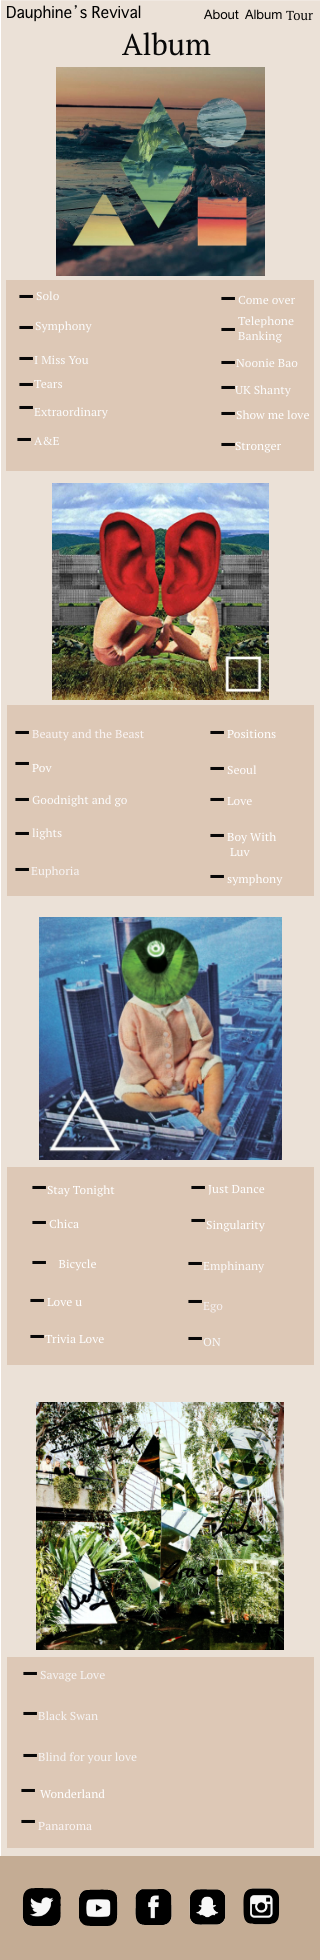 Dauphine's Revival
About Album Tour
Album
Solo
Symphony
I Miss You
Tears
Extraordinary
A&E
Come over
Telephone
Banking
Noonie Bao
UK Shanty
Show me love
Stronger
Beauty and the Beast
Pov
Goodnight and go
lights
Euphoria
Positions
Seoul
Love
Boy With
Luv
symphony
Stay Tonight
Chica
Bicycle
Love u
Trivia Love
Just Dance
Singularity
Emphinany
Ego
ON
Grace
x
Savage Love
Black Swan
Blind for your love
Wonderland
Panaroma